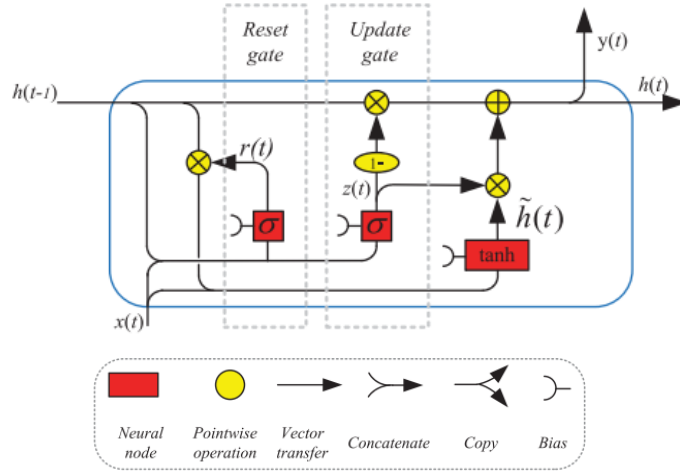 Reset
gate
Update
gate
y(t)
h(t-1)
h(t)
r(t)
1-
z(t)
σ
σ
h̃(t)
tanh
x(t)
Neural
node
Pointwise
operation
Vector
transfer
Concatenate
Copy
Bias